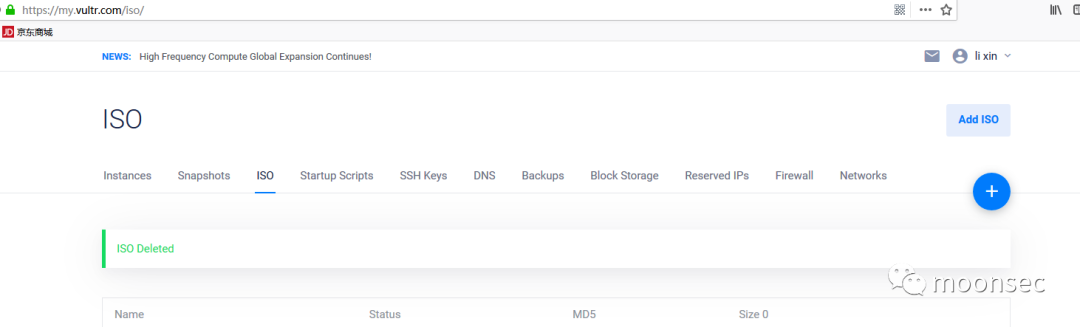 https://my.vultr.com/iso/
JD 京东商城
NEWS: High Frequency Compute Global Expansion Continues!
li xin
ISO
Add ISO
Instances Snapshots ISO Startup Scripts SSH Keys DNS Backups Block Storage Reserved IPs Firewall Networks
ISO Deleted
moonsec
Name Status MD5 Size 0